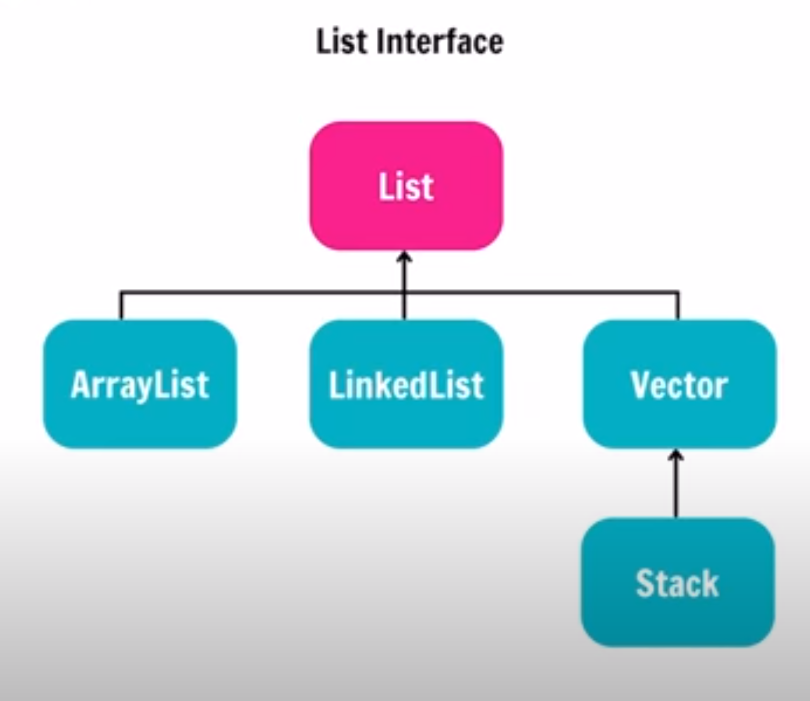 List Interface
List
ArrayList
LinkedList
Vector
Stack